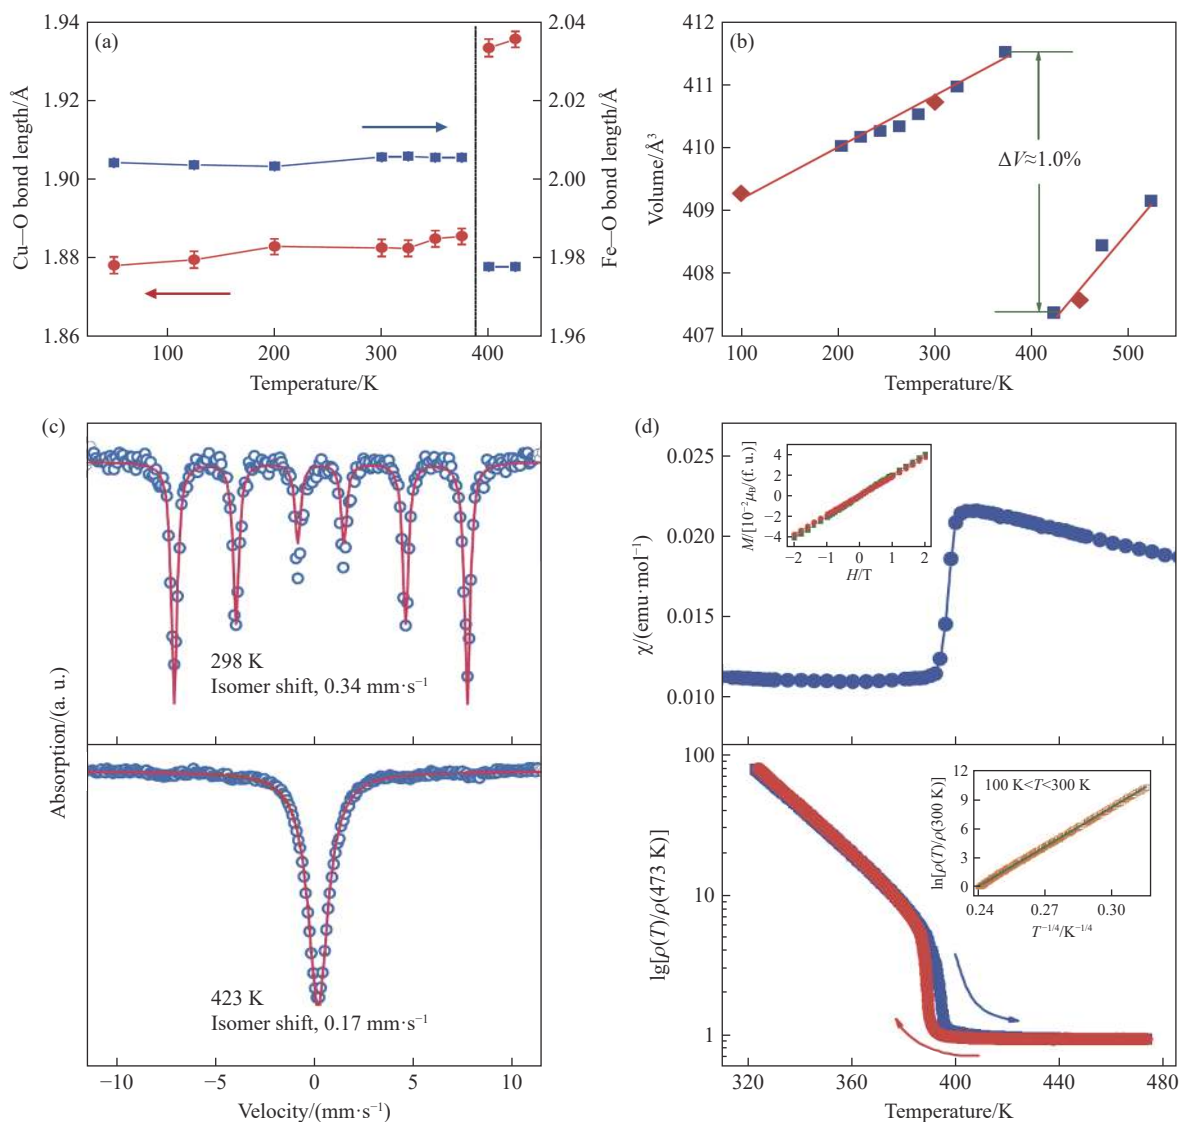 (a)
1.94
1.92
1.90
1.88
1.86
Cu—O bond length/Å
2.04
2.02
2.00
1.98
1.96
Fe—O bond length/Å
100
200
300
400
Temperature/K
(b)
412
411
410
409
408
407
Volume/Å³
ΔV≈1.0%
100
200
300
400
500
Temperature/K
(c)
298 K
Isomer shift, 0.34 mm·s⁻¹
423 K
Isomer shift, 0.17 mm·s⁻¹
Absorption/(a. u.)
−10
−5
0
5
10
Velocity/(mm·s⁻¹)
(d)
0.025
0.020
0.015
0.010
χ/(emu·mol⁻¹)
4
2
0
−2
−4
M/[10⁻²μB/(f. u.)]
−2
−1
0
1
2
H/T
100
10
1
lg[ρ(T)/ρ(473 K)]
100 K<T<300 K
12
9
6
3
0
ln[ρ(T)/ρ(300 K)]
0.24
0.27
0.30
T⁻¹ᐟ⁴/K⁻¹ᐟ⁴
320
360
400
440
480
Temperature/K